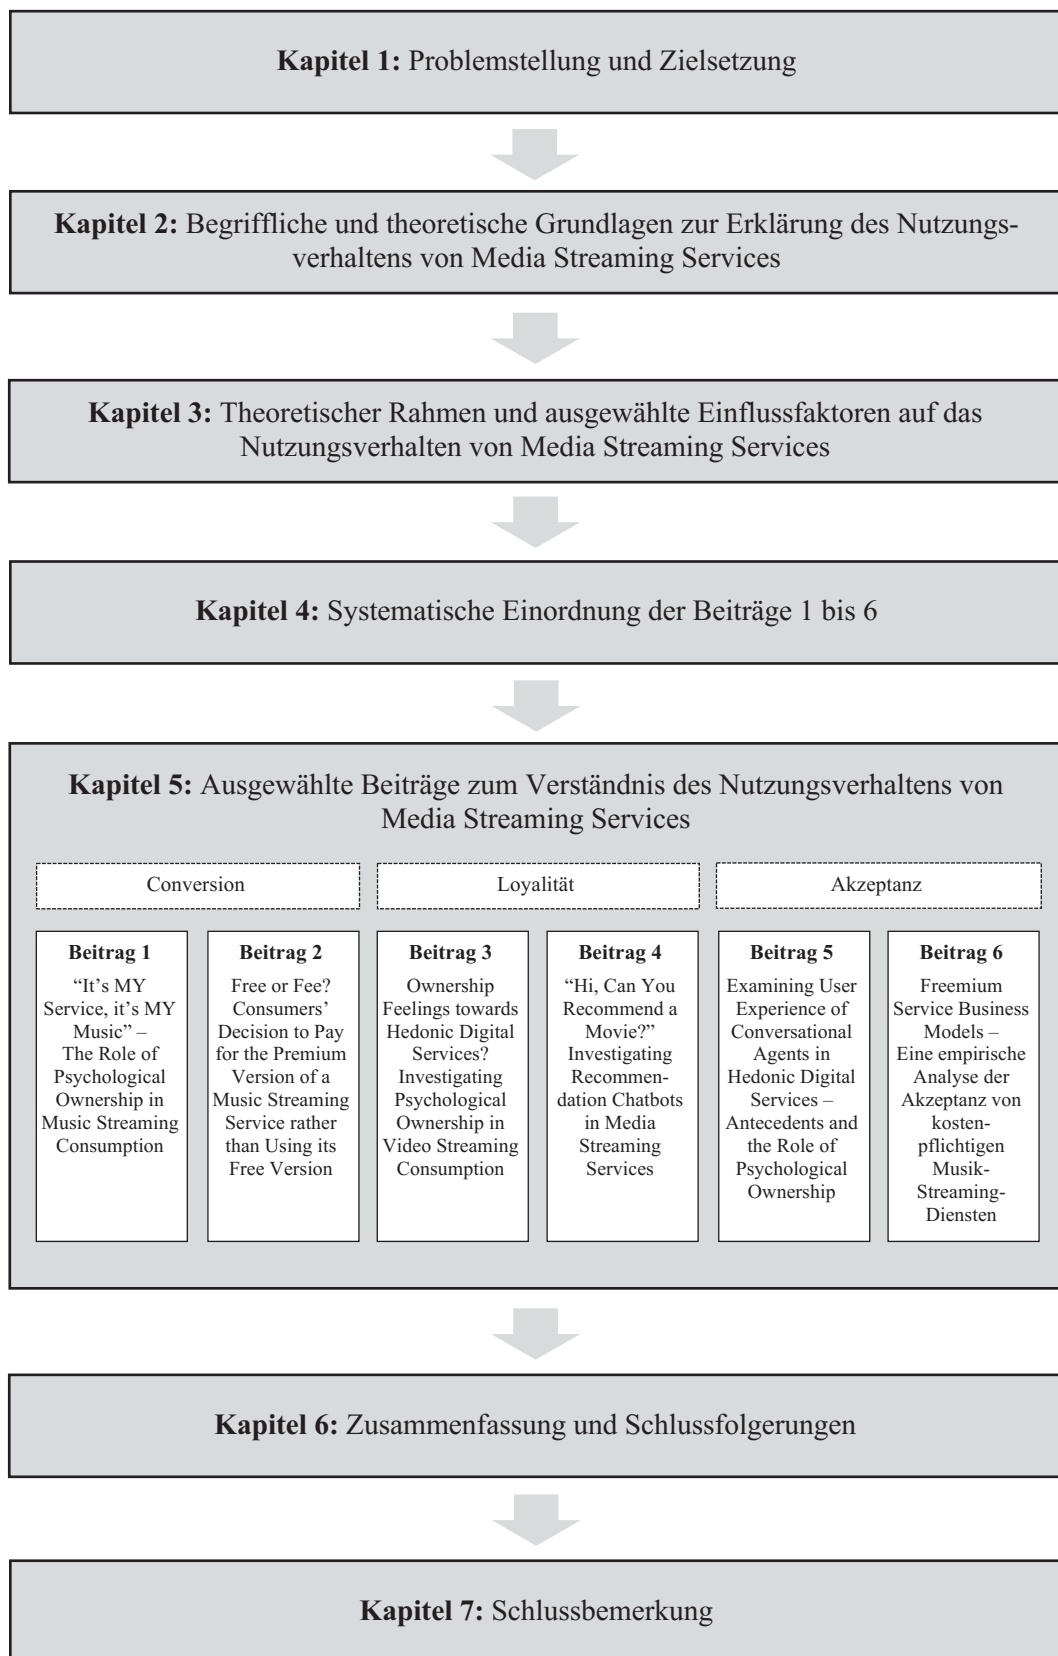 Kapitel 1: Problemstellung und Zielsetzung
Kapitel 2: Begriffliche und theoretische Grundlagen zur Erklärung des Nutzungs-
verhaltens von Media Streaming Services
Kapitel 3: Theoretischer Rahmen und ausgewählte Einflussfaktoren auf das
Nutzungsverhalten von Media Streaming Services
Kapitel 4: Systematische Einordnung der Beiträge 1 bis 6
Kapitel 5: Ausgewählte Beiträge zum Verständnis des Nutzungsverhaltens von
Media Streaming Services
Conversion
Loyalität
Akzeptanz
Beitrag 1
“It’s MY
Service, it’s MY
Music” –
The Role of
Psychological
Ownership in
Music Streaming
Consumption
Beitrag 2
Free or Fee?
Consumers’
Decision to Pay
for the Premium
Version of a
Music Streaming
Service rather
than Using its
Free Version
Beitrag 3
Ownership
Feelings towards
Hedonic Digital
Services?
Investigating
Psychological
Ownership in
Video Streaming
Consumption
Beitrag 4
“Hi, Can You
Recommend a
Movie?”
Investigating
Recommen-
dation Chatbots
in Media
Streaming
Services
Beitrag 5
Examining User
Experience of
Conversational
Agents in
Hedonic Digital
Services –
Antecedents and
the Role of
Psychological
Ownership
Beitrag 6
Freemium
Service Business
Models –
Eine empirische
Analyse der
Akzeptanz von
kosten-
pflichtigen
Musik-
Streaming-
Diensten
Kapitel 6: Zusammenfassung und Schlussfolgerungen
Kapitel 7: Schlussbemerkung